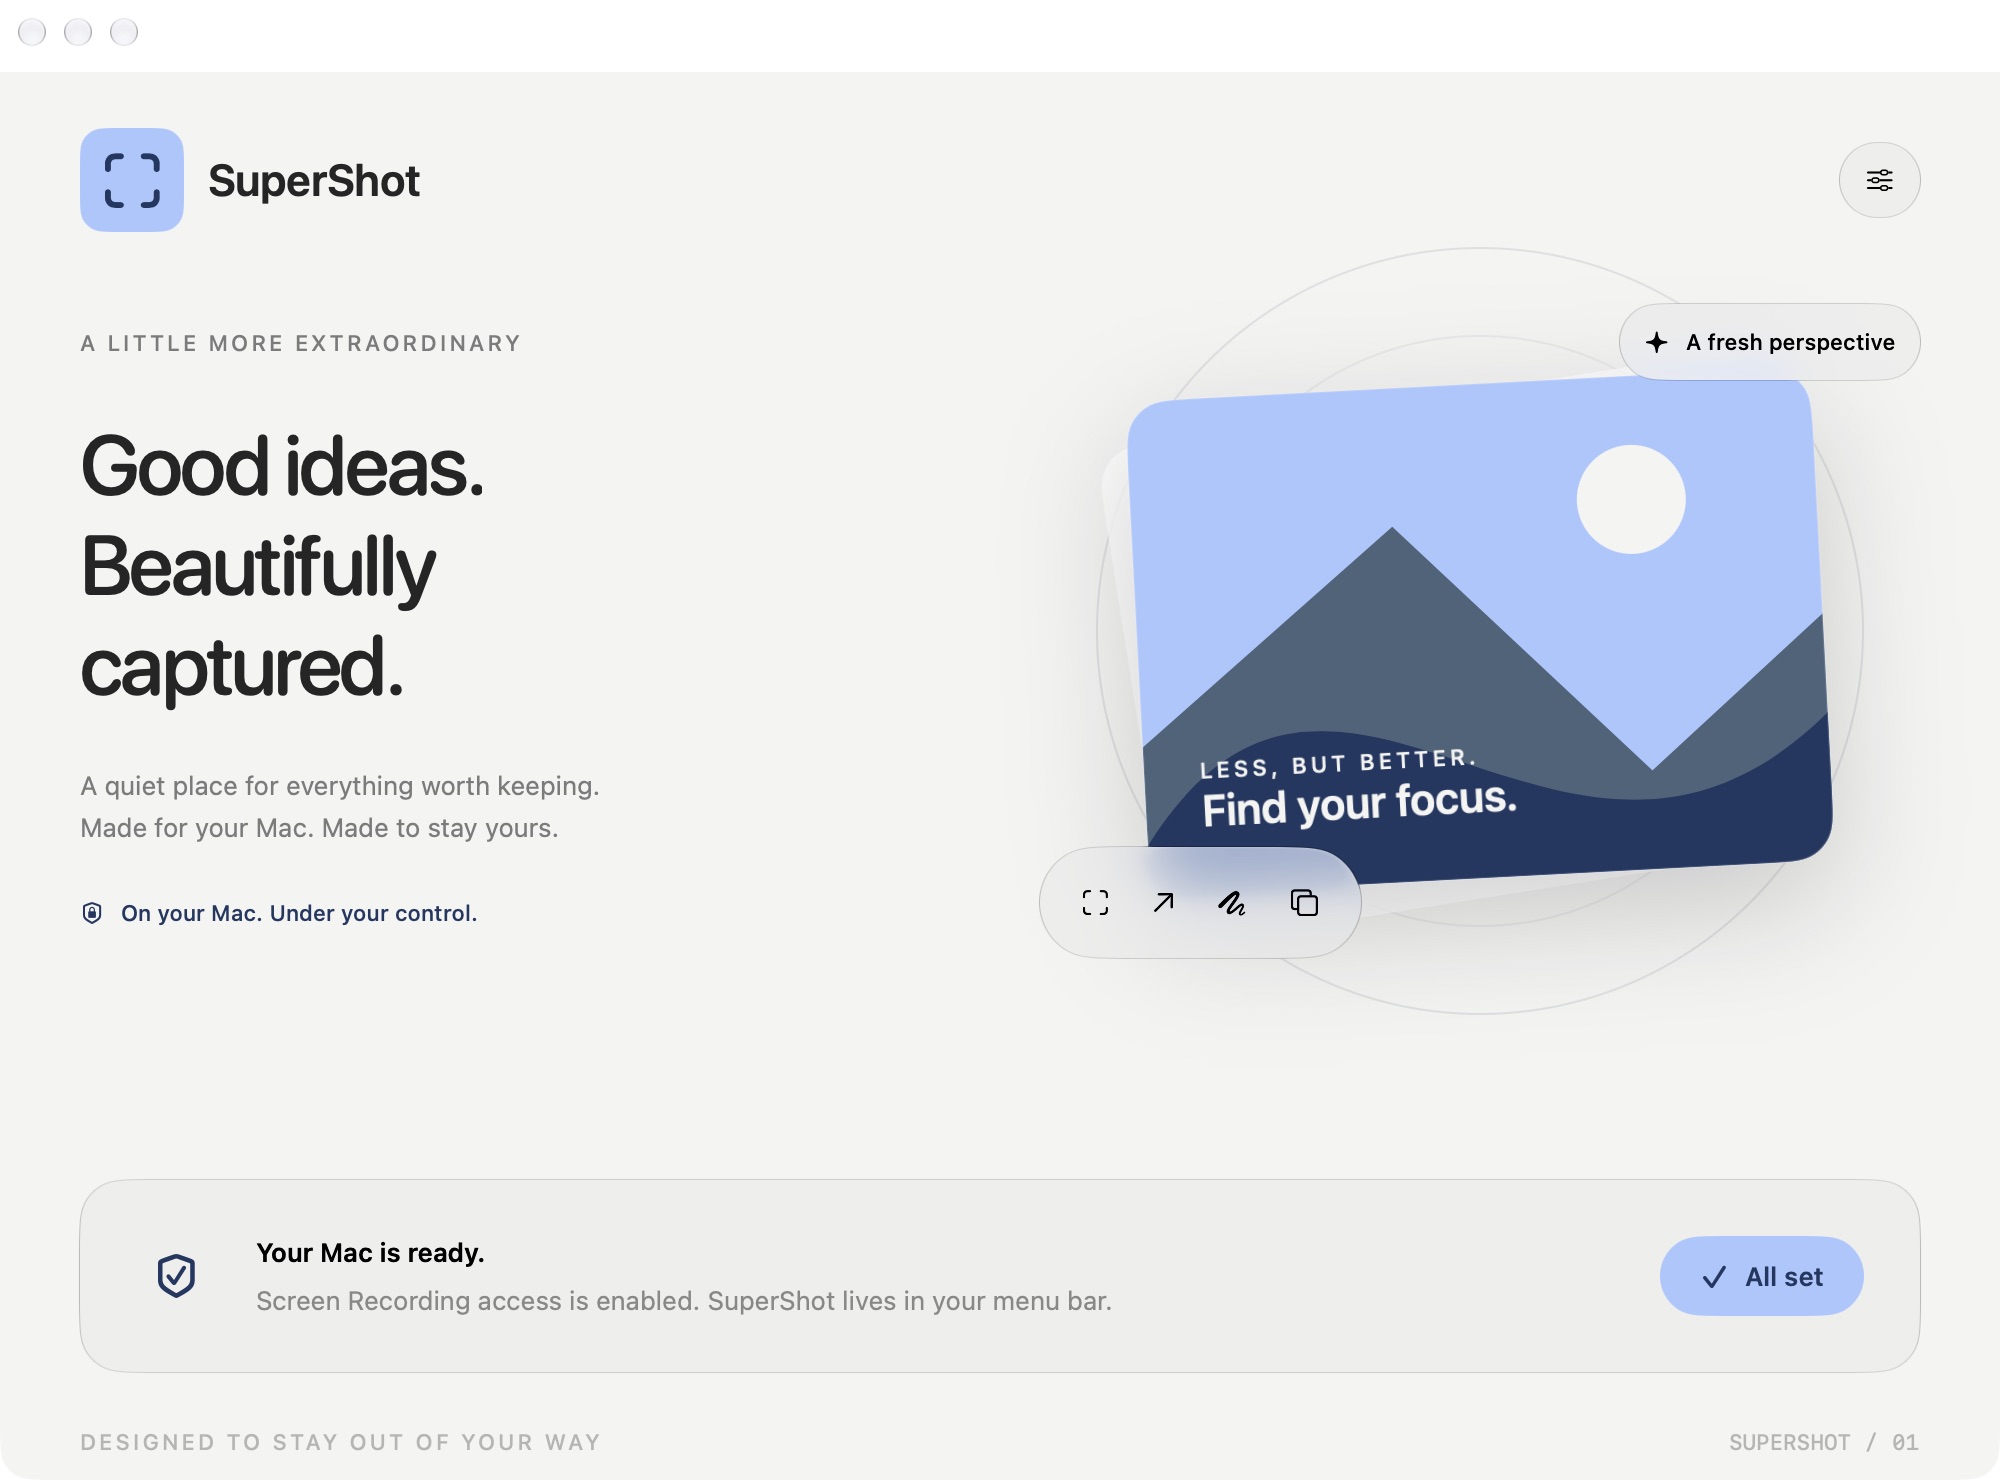 SuperShot
A LITTLE MORE EXTRAORDINARY
Good ideas.
Beautifully
captured.
A quiet place for everything worth keeping.
Made for your Mac. Made to stay yours.
On your Mac. Under your control.
A fresh perspective
LESS, BUT BETTER.
Find your focus.
Your Mac is ready.
Screen Recording access is enabled. SuperShot lives in your menu bar.
All set
DESIGNED TO STAY OUT OF YOUR WAY
SUPERSHOT / 01